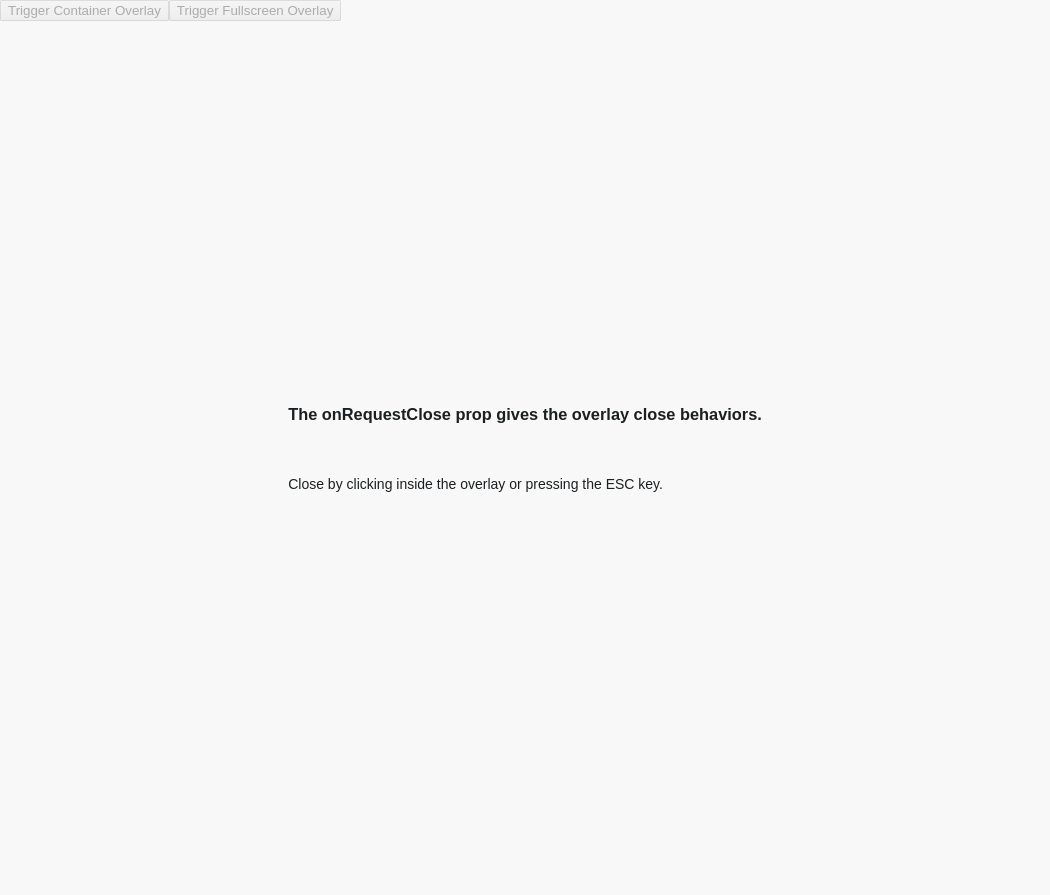 Trigger Container Overlay Trigger Fullscreen Overlay
The onRequestClose prop gives the overlay close behaviors.
Close by clicking inside the overlay or pressing the ESC key.